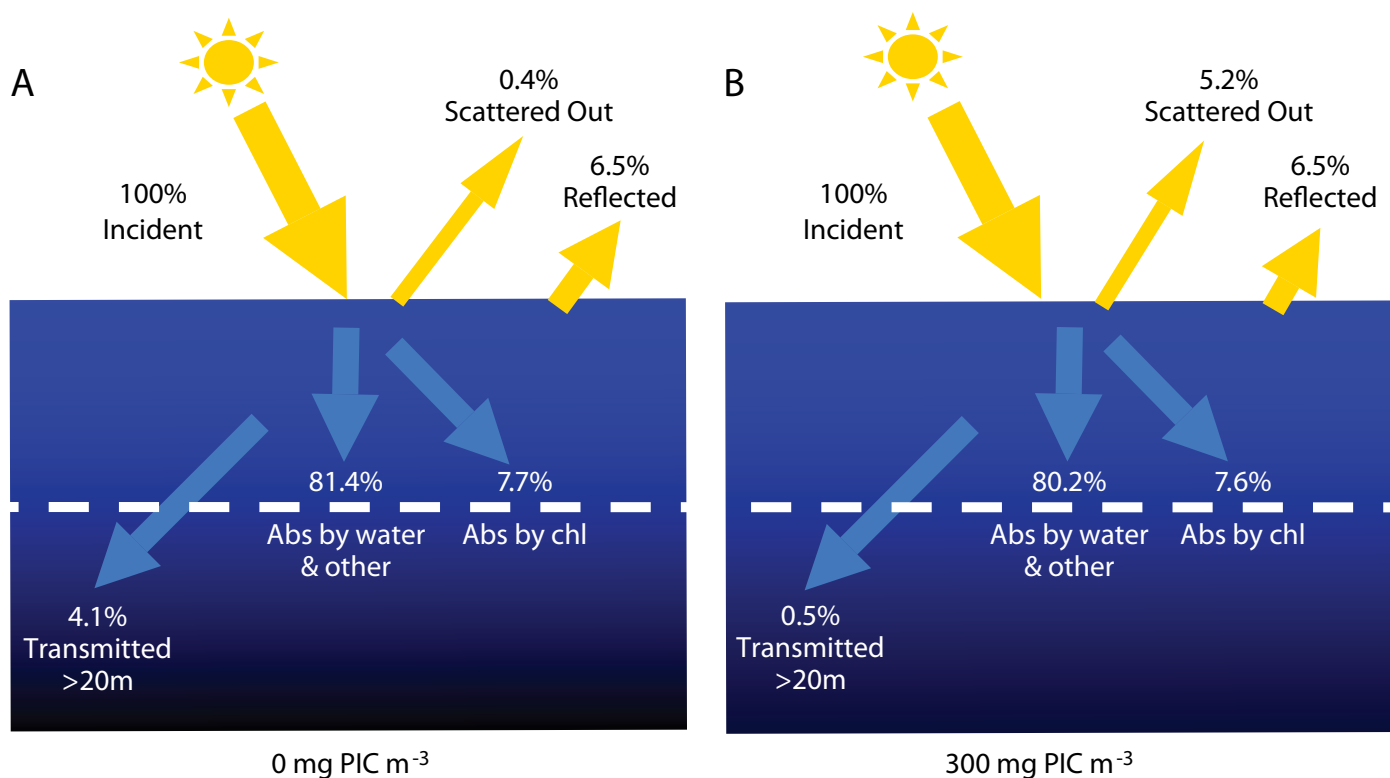 A
0.4%
Scattered Out
6.5%
Reflected
100%
Incident
81.4%
7.7%
Abs by water
& other
Abs by chl
4.1%
Transmitted
>20m
0 mg PIC m⁻³
B
5.2%
Scattered Out
6.5%
Reflected
100%
Incident
80.2%
7.6%
Abs by water
& other
Abs by chl
0.5%
Transmitted
>20m
300 mg PIC m⁻³